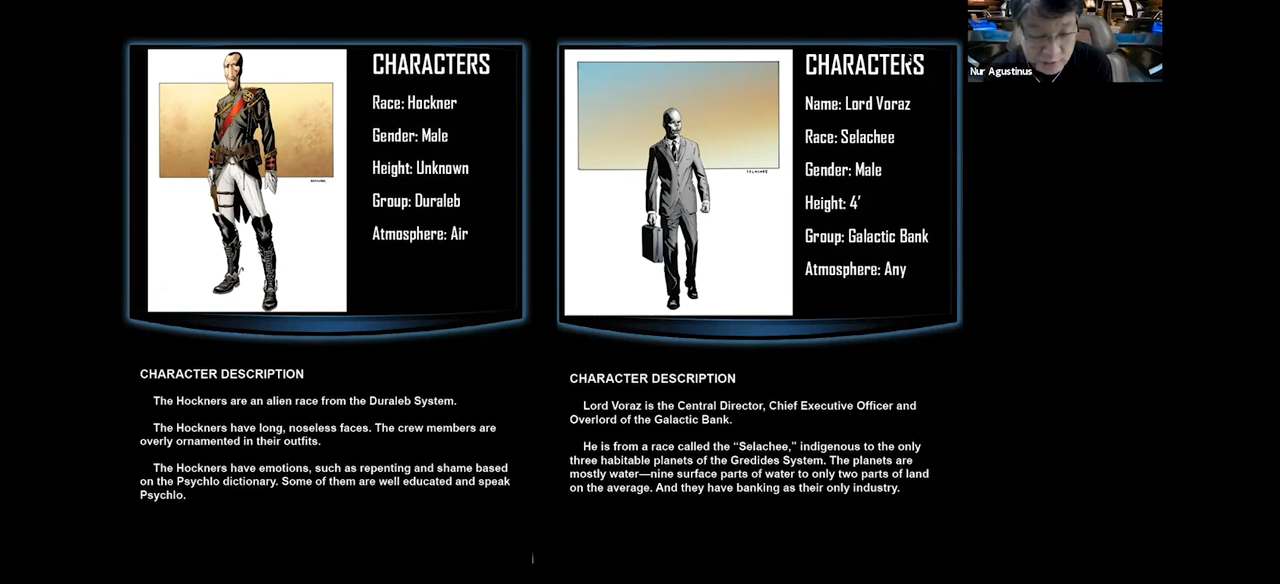 CHARACTERS
Race: Hockner
Gender: Male
Height: Unknown
Group: Duraleb
Atmosphere: Air
CHARACTER DESCRIPTION
The Hockners are an alien race from the Duraleb System.
The Hockners have long, noseless faces. The crew members are
overly ornamented in their outfits.
The Hockners have emotions, such as repenting and shame based
on the Psychlo dictionary. Some of them are well educated and speak
Psychlo.
CHARACTERS
Name: Lord Voraz
Race: Selachee
Gender: Male
Height: 4'
Group: Galactic Bank
Atmosphere: Any
SELACHEE
CHARACTER DESCRIPTION
Lord Voraz is the Central Director, Chief Executive Officer and
Overlord of the Galactic Bank.
He is from a race called the “Selachee,” indigenous to the only
three habitable planets of the Gredides System. The planets are
mostly water—nine surface parts of water to only two parts of land
on the average. And they have banking as their only industry.
Nur Agustinus